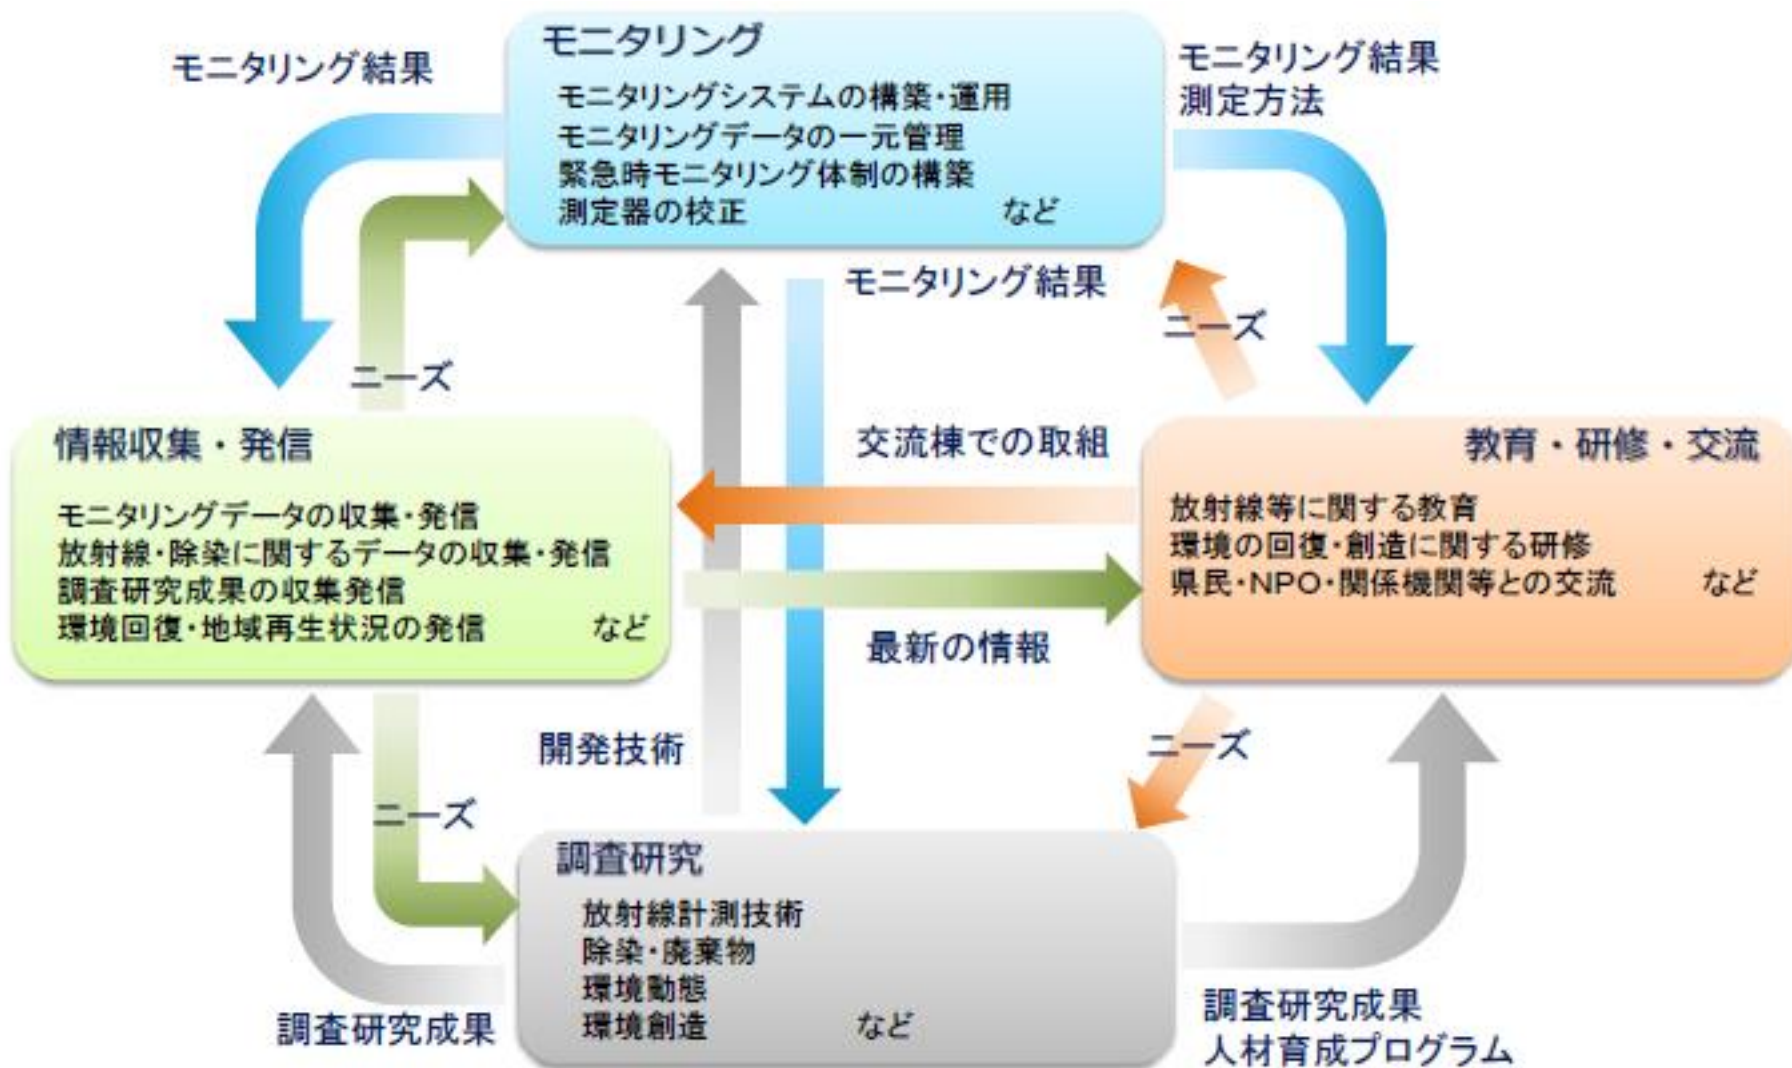 モニタリング
モニタリングシステムの構築・運用
モニタリングデータの一元管理
緊急時モニタリング体制の構築
測定器の校正 など
モニタリング結果
モニタリング結果
測定方法
モニタリング結果
ニーズ
ニーズ
情報収集・発信
モニタリングデータの収集・発信
放射線・除染に関するデータの収集・発信
調査研究成果の収集発信
環境回復・地域再生状況の発信 など
交流棟での取組
最新の情報
教育・研修・交流
放射線等に関する教育
環境の回復・創造に関する研修
県民・NPO・関係機関等との交流 など
開発技術
ニーズ
ニーズ
調査研究
放射線計測技術
除染・廃棄物
環境動態
環境創造 など
調査研究成果
調査研究成果
人材育成プログラム